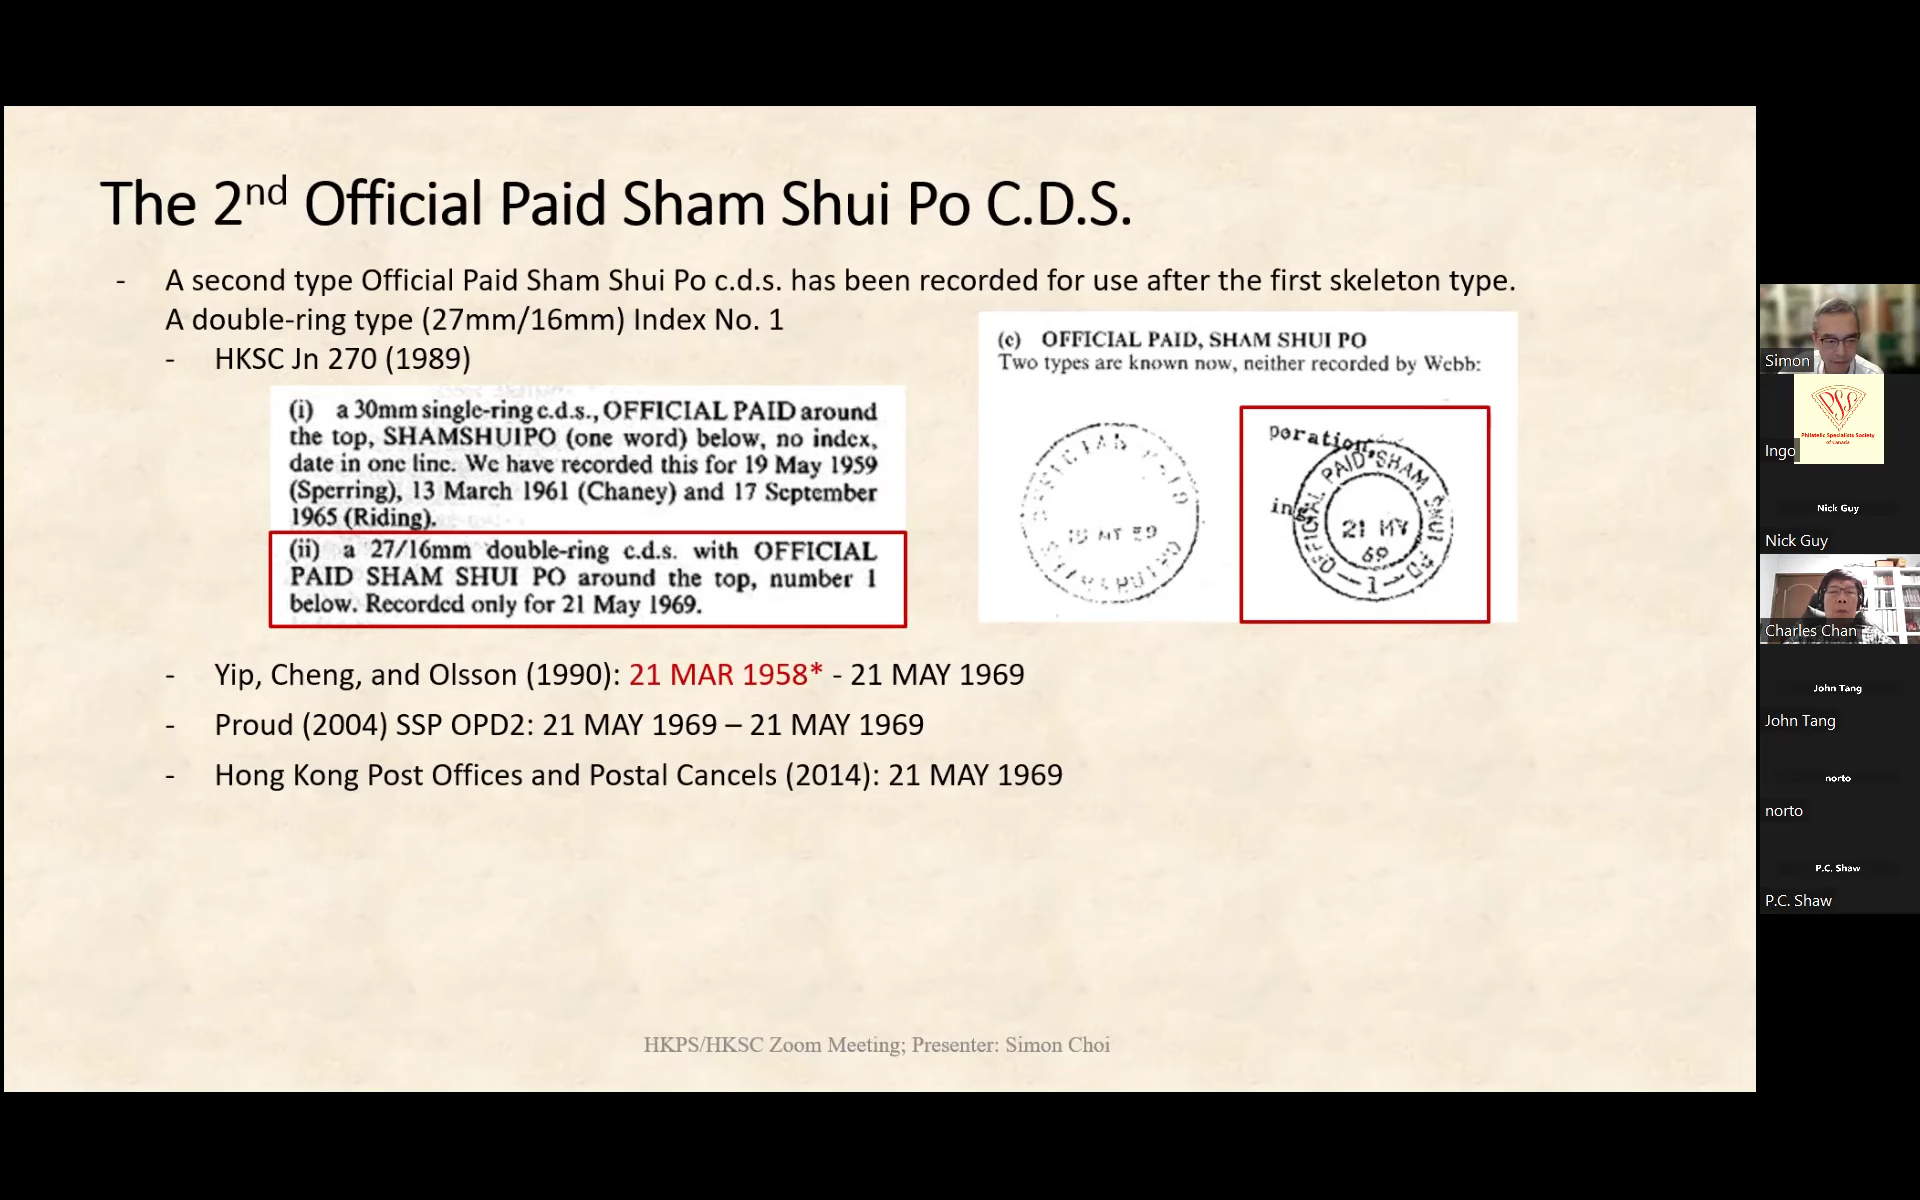 The 2nd Official Paid Sham Shui Po C.D.S.
- A second type Official Paid Sham Shui Po c.d.s. has been recorded for use after the first skeleton type.
A double-ring type (27mm/16mm) Index No. 1
- HKSC Jn 270 (1989)
(i) a 30mm single-ring c.d.s., OFFICIAL PAID around
the top, SHAMSHUIPO (one word) below, no index,
date in one line. We have recorded this for 19 May 1959
(Sperring), 13 March 1961 (Chaney) and 17 September
1965 (Riding).
(ii) a 27/16mm double-ring c.d.s. with OFFICIAL
PAID SHAM SHUI PO around the top, number 1
below. Recorded only for 21 May 1969.
(c) OFFICIAL PAID, SHAM SHUI PO
Two types are known now, neither recorded by Webb:
poration,
ing
OFFICIAL PAID SHAM SHUI PO
21 MY
69
1
- Yip, Cheng, and Olsson (1990): 21 MAR 1958* - 21 MAY 1969
- Proud (2004) SSP OPD2: 21 MAY 1969 – 21 MAY 1969
- Hong Kong Post Offices and Postal Cancels (2014): 21 MAY 1969
HKPS/HKSC Zoom Meeting; Presenter: Simon Choi
Simon
PSS
Philatelic Specialists Society
of Canada
Ingo
Nick Guy
Nick Guy
Charles Chan
John Tang
John Tang
norto
norto
P.C. Shaw
P.C. Shaw